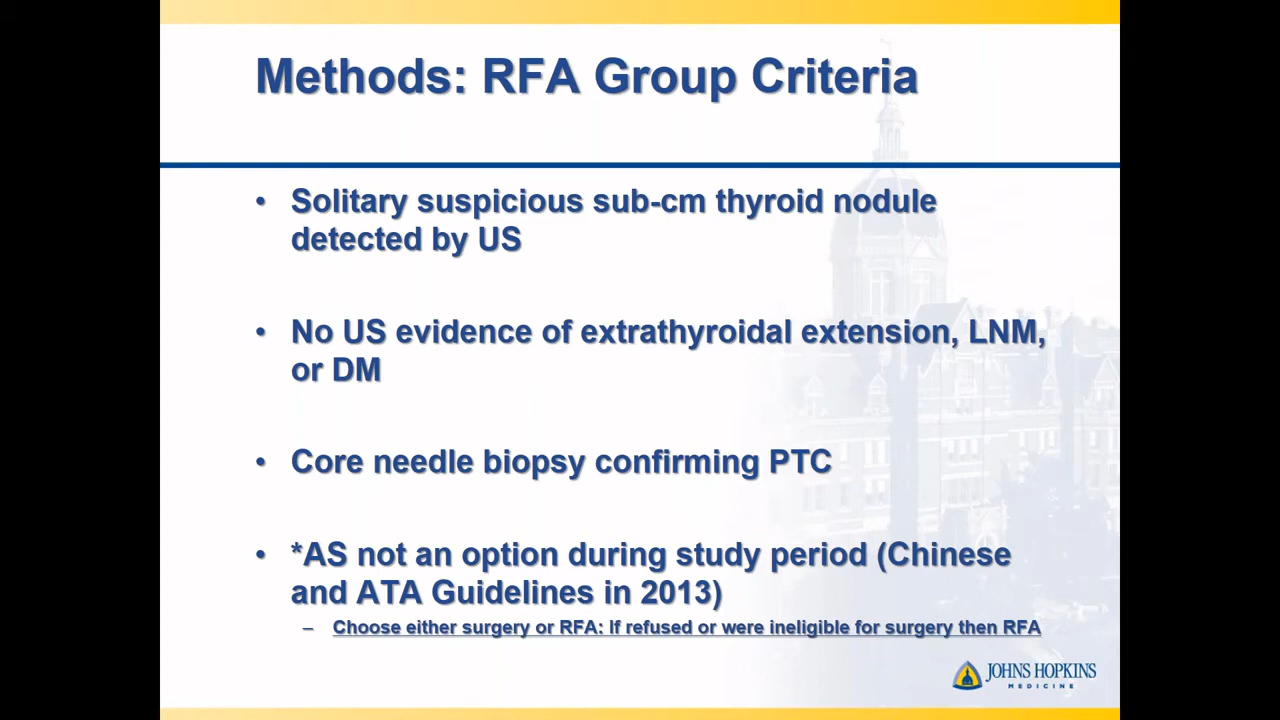 Methods: RFA Group Criteria
• Solitary suspicious sub-cm thyroid nodule
detected by US
• No US evidence of extrathyroidal extension, LNM,
or DM
• Core needle biopsy confirming PTC
• *AS not an option during study period (Chinese
and ATA Guidelines in 2013)
– Choose either surgery or RFA: If refused or were ineligible for surgery then RFA
JOHNS HOPKINS
MEDICINE